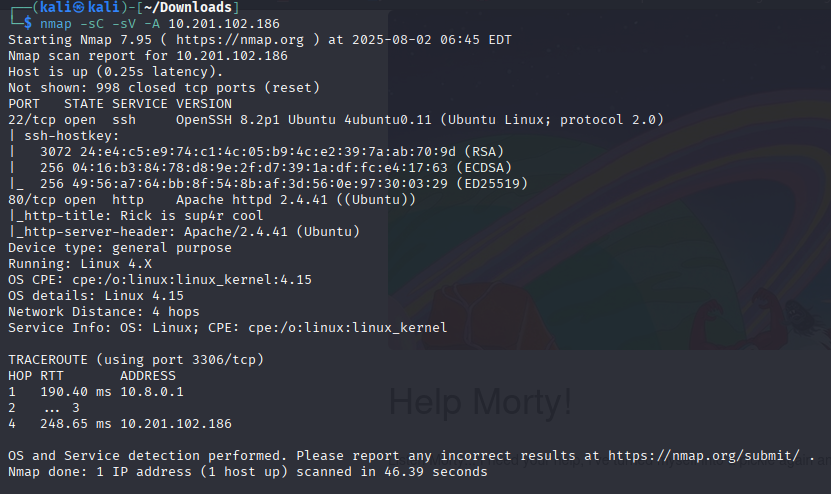 (kali㉿kali)-[~/Downloads]
$ nmap -sC -sV -A 10.201.102.186
Starting Nmap 7.95 ( https://nmap.org ) at 2025-08-02 06:45 EDT
Nmap scan report for 10.201.102.186
Host is up (0.25s latency).
Not shown: 998 closed tcp ports (reset)
PORT   STATE SERVICE VERSION
22/tcp open  ssh     OpenSSH 8.2p1 Ubuntu 4ubuntu0.11 (Ubuntu Linux; protocol 2.0)
| ssh-hostkey:
|   3072 24:e4:c5:e9:74:c1:4c:05:b9:4c:e2:39:7a:ab:70:9d (RSA)
|   256 04:16:b3:84:78:d8:9e:2f:d7:39:1a:df:fc:e4:17:63 (ECDSA)
|_  256 49:56:a7:64:bb:8f:54:8b:af:3d:56:0e:97:30:03:29 (ED25519)
80/tcp open  http    Apache httpd 2.4.41 ((Ubuntu))
|_http-title: Rick is sup4r cool
|_http-server-header: Apache/2.4.41 (Ubuntu)
Device type: general purpose
Running: Linux 4.X
OS CPE: cpe:/o:linux:linux_kernel:4.15
OS details: Linux 4.15
Network Distance: 4 hops
Service Info: OS: Linux; CPE: cpe:/o:linux:linux_kernel
TRACEROUTE (using port 3306/tcp)
HOP RTT       ADDRESS
1   190.40 ms 10.8.0.1
2   ... 3
Help Morty!
4   248.65 ms 10.201.102.186
OS and Service detection performed. Please report any incorrect results at https://nmap.org/submit/ .
Nmap done: 1 IP address (1 host up) scanned in 46.39 seconds